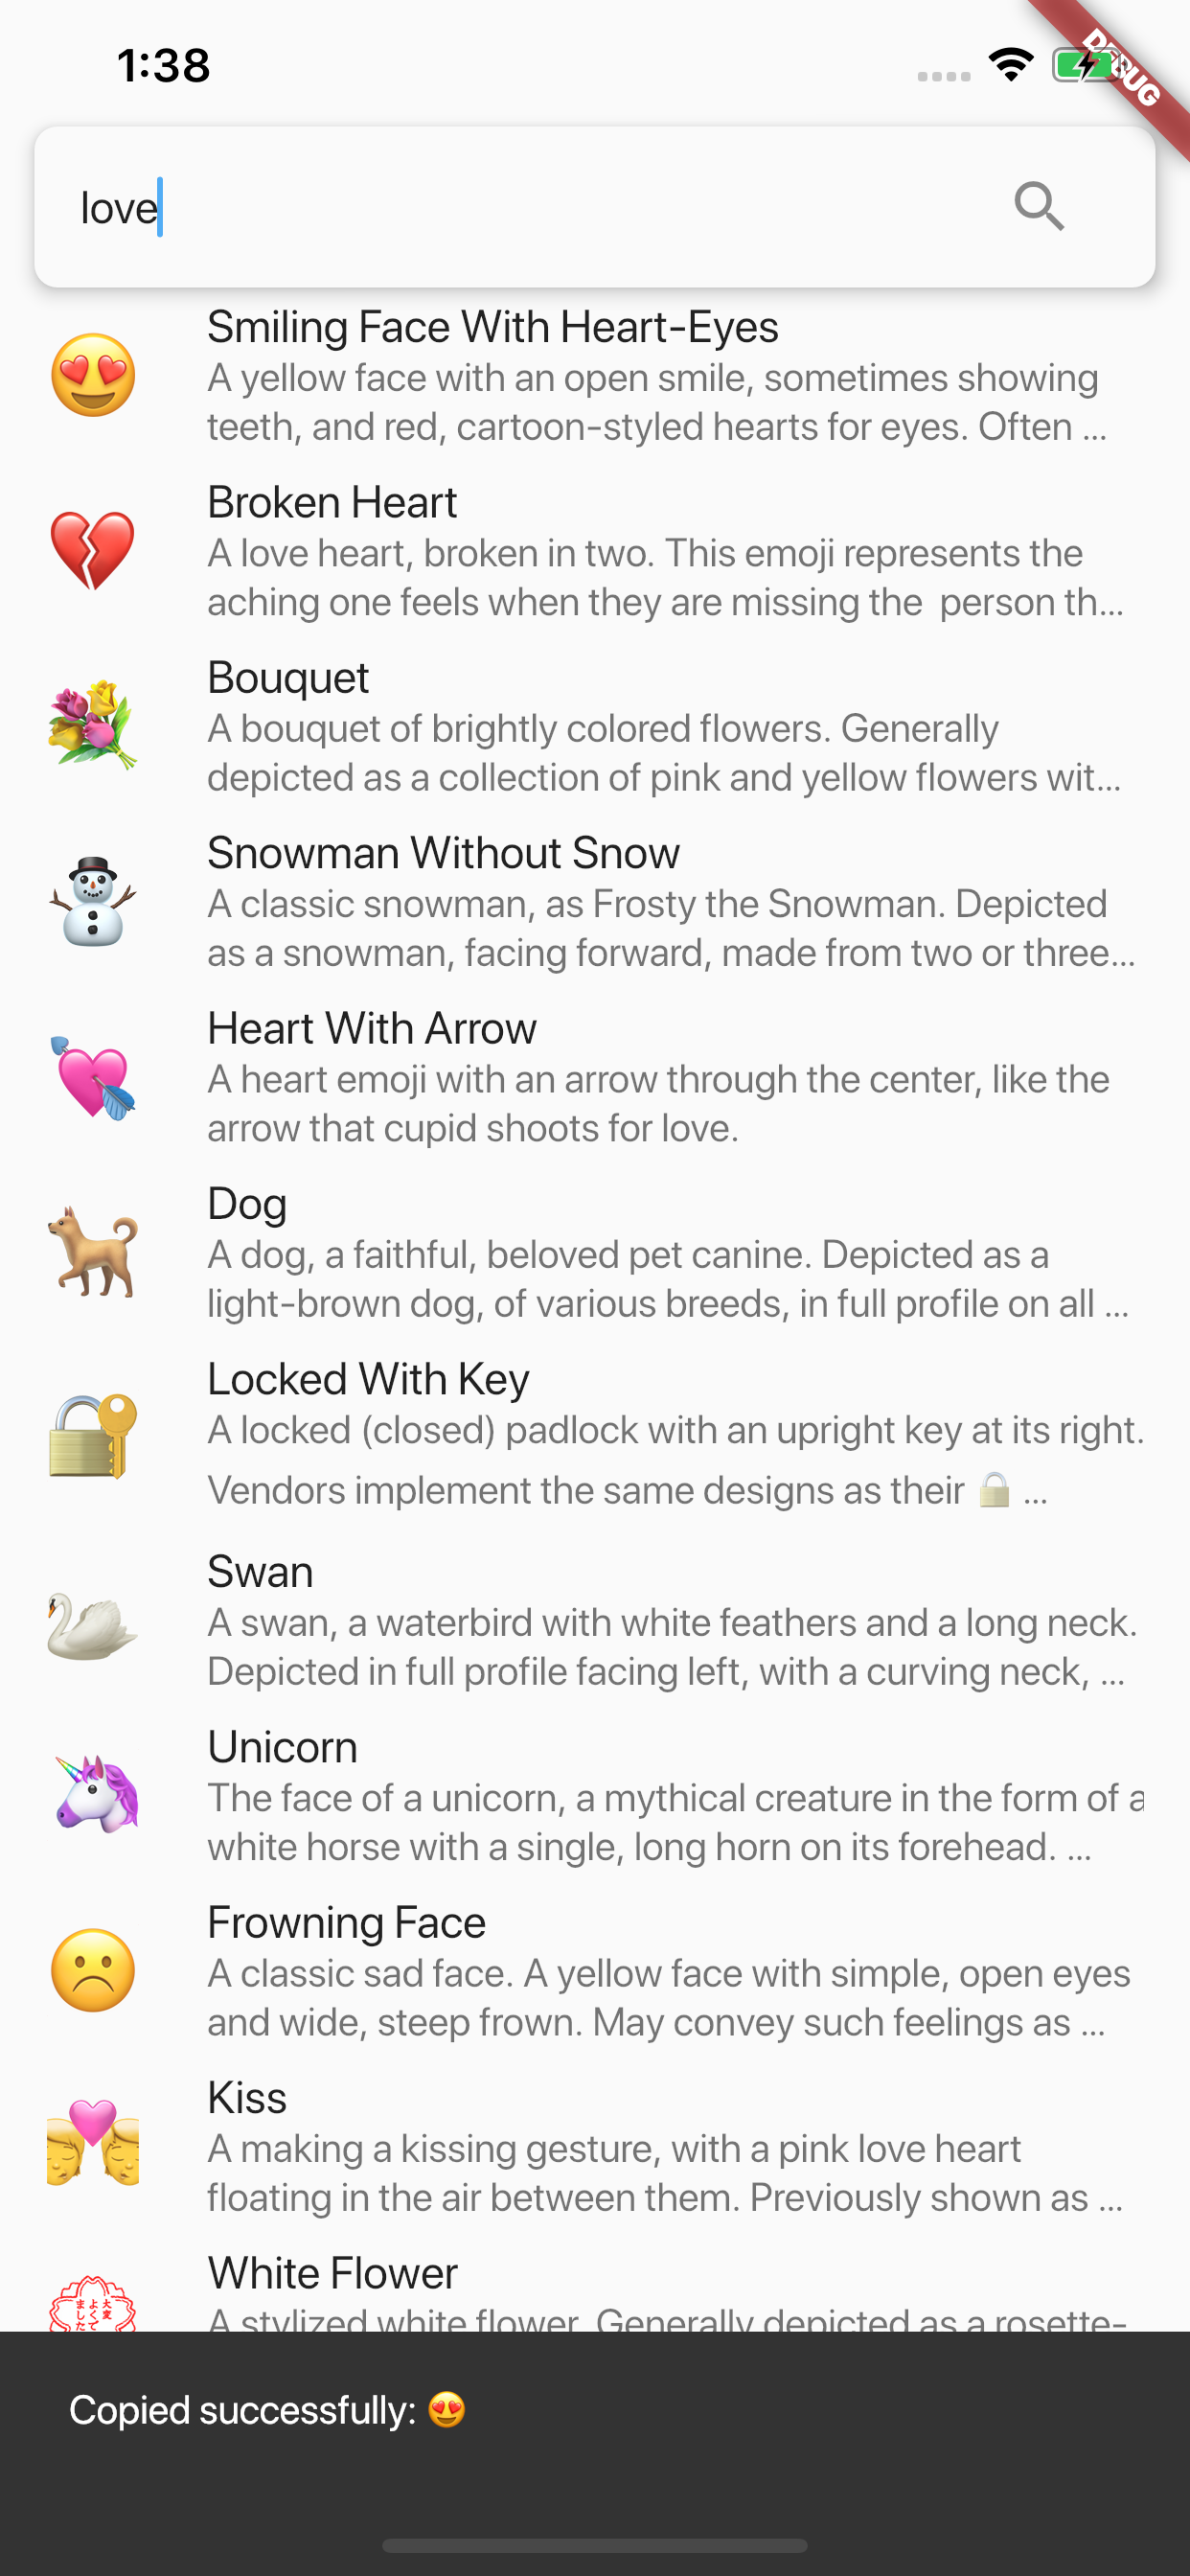 1:38
DEBUG
love
Smiling Face With Heart-Eyes
A yellow face with an open smile, sometimes showing
teeth, and red, cartoon-styled hearts for eyes. Often ...
Broken Heart
A love heart, broken in two. This emoji represents the
aching one feels when they are missing the  person th...
Bouquet
A bouquet of brightly colored flowers. Generally
depicted as a collection of pink and yellow flowers wit...
Snowman Without Snow
A classic snowman, as Frosty the Snowman. Depicted
as a snowman, facing forward, made from two or three...
Heart With Arrow
A heart emoji with an arrow through the center, like the
arrow that cupid shoots for love.
Dog
A dog, a faithful, beloved pet canine. Depicted as a
light-brown dog, of various breeds, in full profile on all ...
Locked With Key
A locked (closed) padlock with an upright key at its right.
Vendors implement the same designs as their 🔒 ...
Swan
A swan, a waterbird with white feathers and a long neck.
Depicted in full profile facing left, with a curving neck, ...
Unicorn
The face of a unicorn, a mythical creature in the form of a
white horse with a single, long horn on its forehead. ...
Frowning Face
A classic sad face. A yellow face with simple, open eyes
and wide, steep frown. May convey such feelings as ...
Kiss
A making a kissing gesture, with a pink love heart
floating in the air between them. Previously shown as ...
White Flower
A stylized white flower. Generally depicted as a rosette-
Copied successfully: 😍